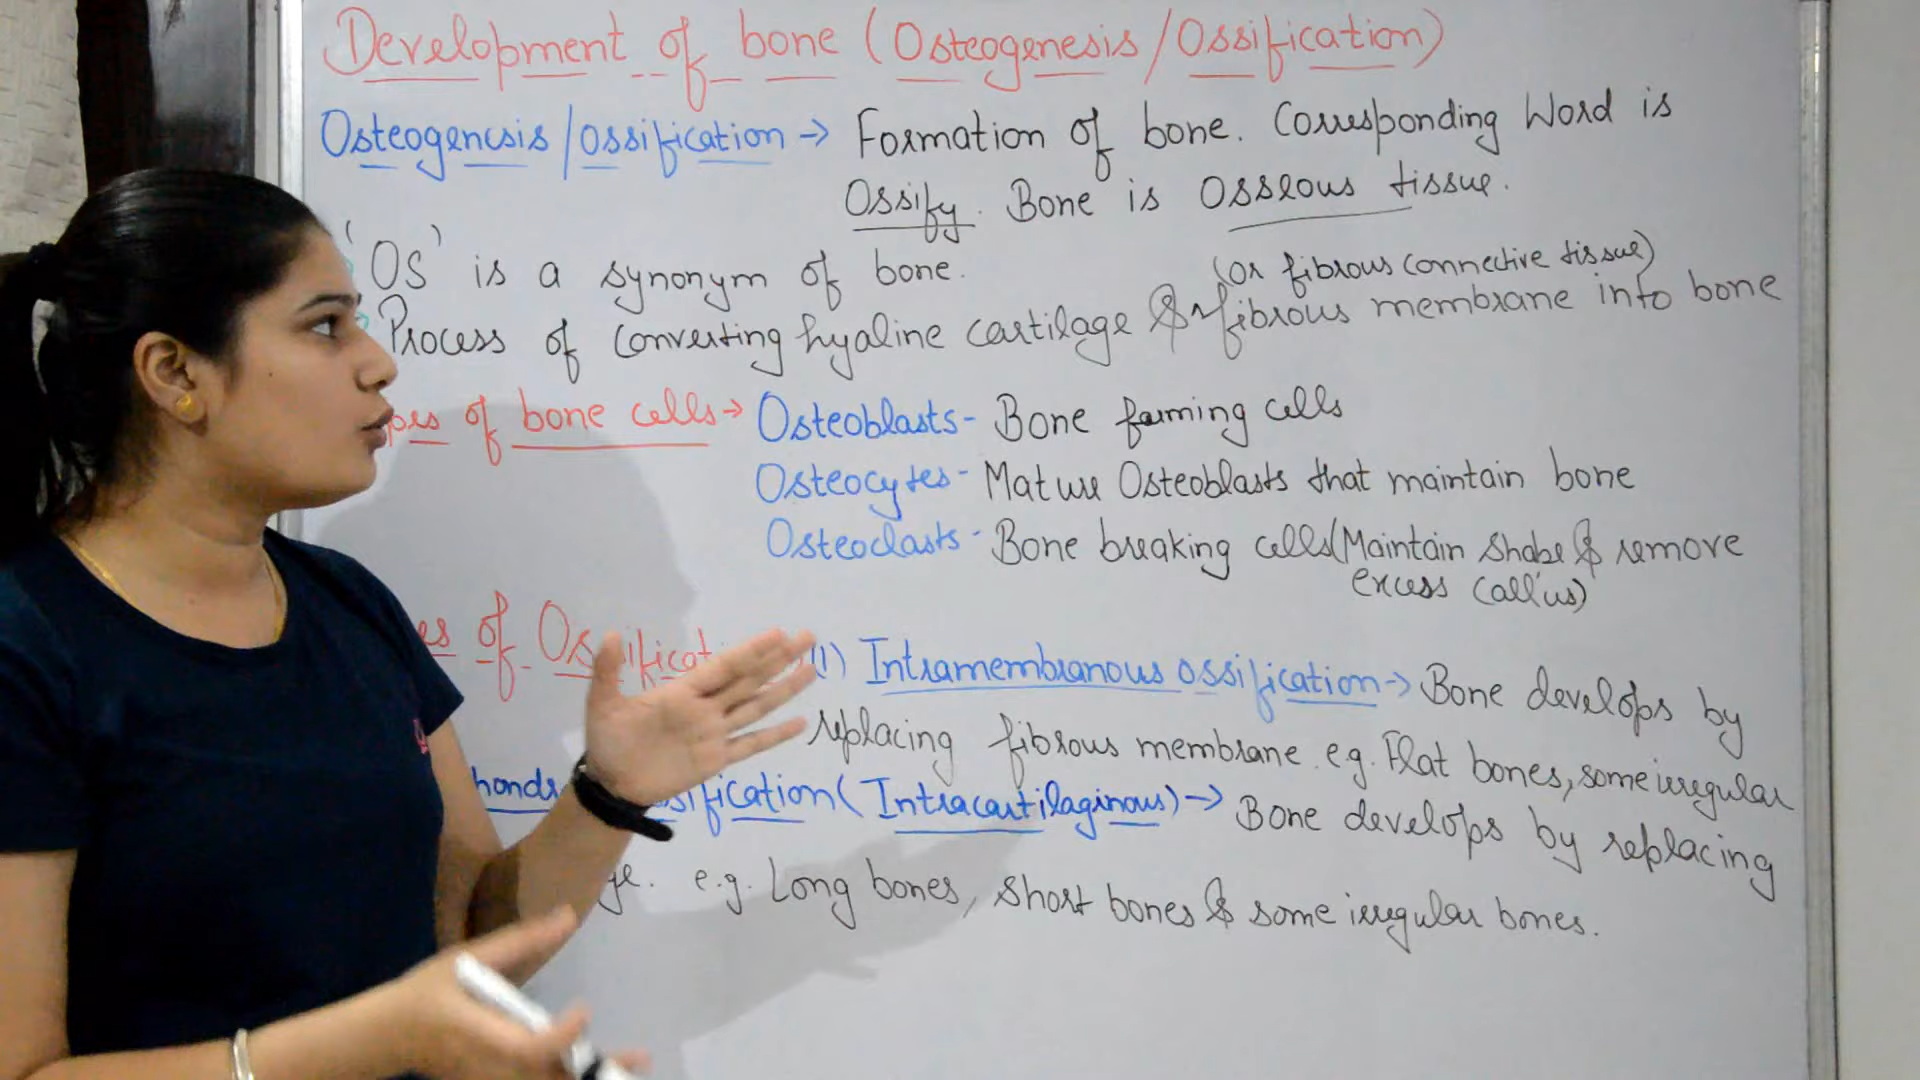 Development of bone (Osteogenesis/Ossification)
Osteogenesis/Ossification → Formation of bone. Corresponding Word is
Ossify. Bone is Osseous tissue.
'OS' is a synonym of bone.
(or fibrous connective tissue)
Process of converting hyaline cartilage & fibrous membrane into bone
of bone cells → Osteoblasts - Bone forming cells
Osteocytes - Mature Osteoblasts that maintain bone
Osteoclasts - Bone breaking cells (Maintain shape & remove
excess callus)
of (1) Intramembranous ossification → Bone develops by
replacing fibrous membrane. e.g. Flat bones, some irregular
(Intracartilaginous) → Bone develops by replacing
e.g. Long bones, short bones & some irregular bones.